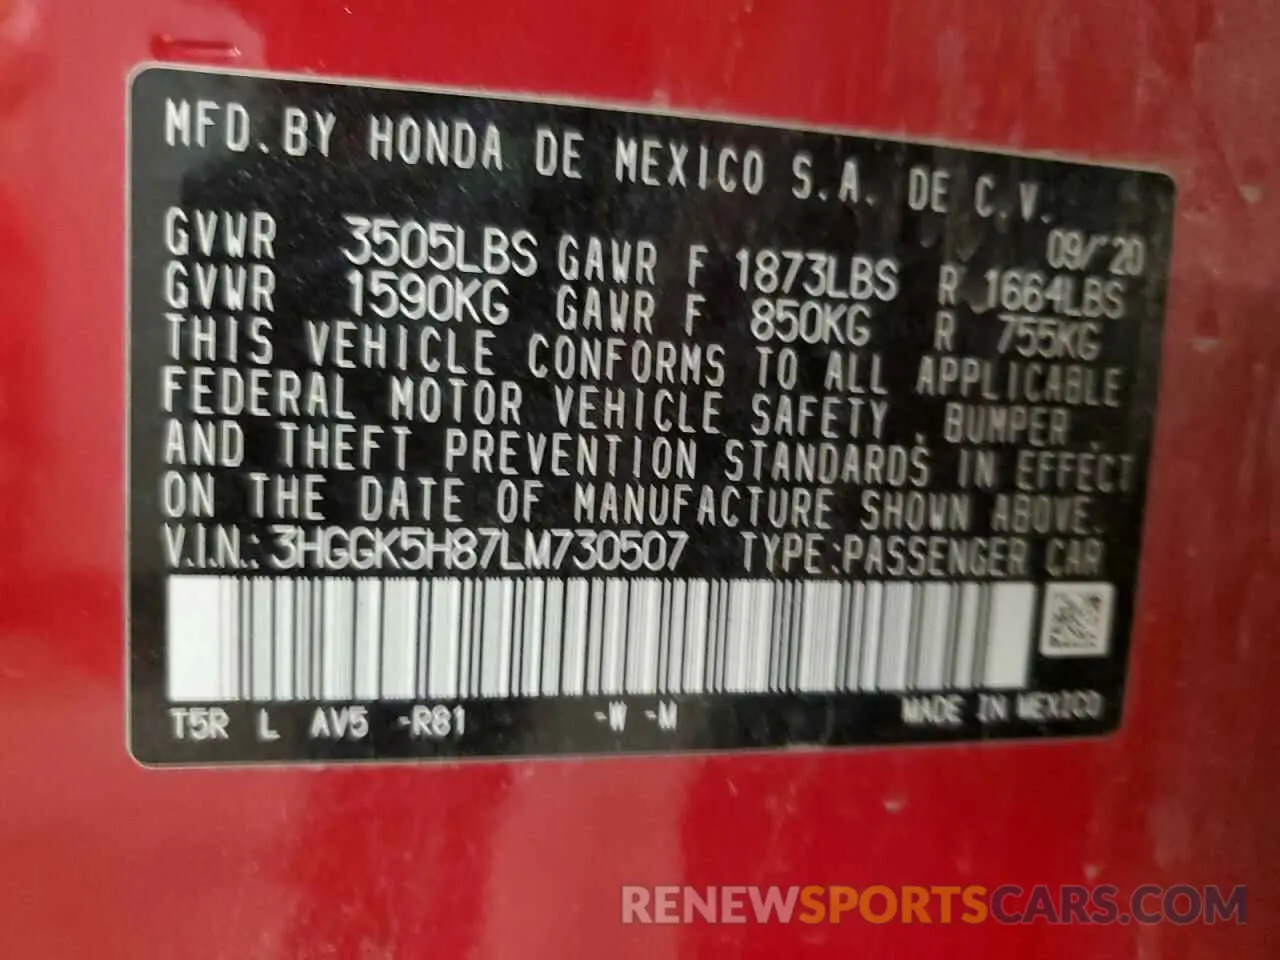 MFD. BY HONDA DE MEXICO S.A. DE C.V.
09/ 20
GVWR 3505LBS GAWR F 1873LBS R 1664LBS
GVWR 1590KG GAWR F 850KG R 755KG
THIS VEHICLE CONFORMS TO ALL APPLICABLE
FEDERAL MOTOR VEHICLE SAFETY, BUMPER,
AND THEFT PREVENTION STANDARDS IN EFFECT
ON THE DATE OF MANUFACTURE SHOWN ABOVE.
V.I.N.: 3HGGK5H87LM730507 TYPE:PASSENGER CAR
T5R L AV5 -R81 -W -M MADE IN MEXICO
RENEWSPORTSCARS.COM